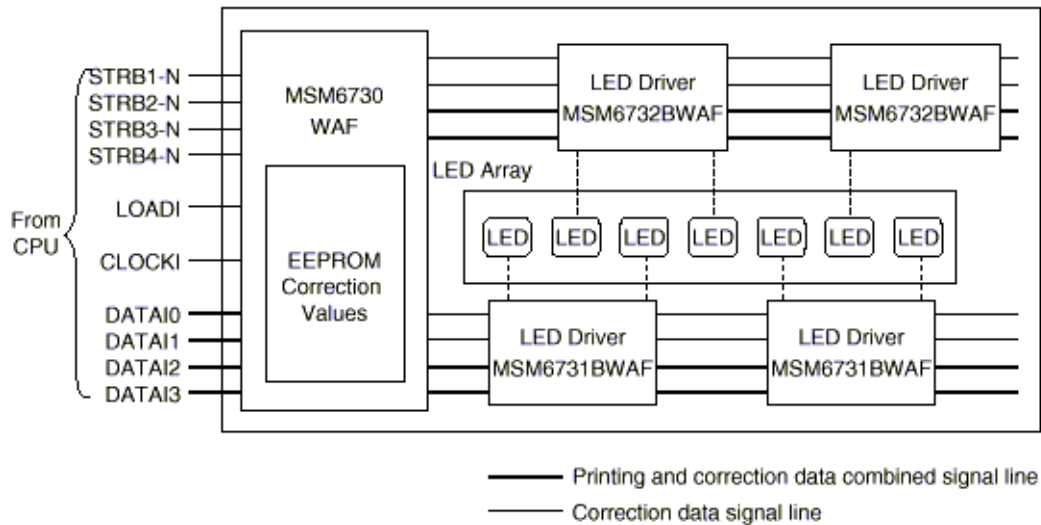 STRB1-N
STRB2-N
STRB3-N
STRB4-N
LOADI
CLOCKI
DATAI0
DATAI1
DATAI2
DATAI3
From
CPU
MSM6730
WAF
EEPROM
Correction
Values
LED Driver
MSM6732BWAF
LED Driver
MSM6732BWAF
LED Array
LED
LED
LED
LED
LED
LED
LED
LED Driver
MSM6731BWAF
LED Driver
MSM6731BWAF
Printing and correction data combined signal line
Correction data signal line